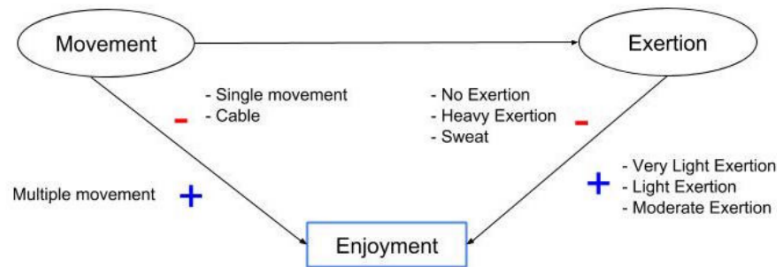 Movement
Exertion
- Single movement
- Cable
-
- No Exertion
- Heavy Exertion
- Sweat
-
Multiple movement
+
+
- Very Light Exertion
- Light Exertion
- Moderate Exertion
Enjoyment